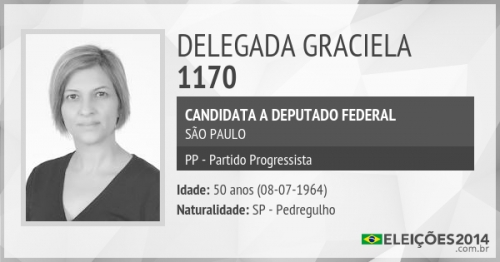 DELEGADA GRACIELA
1170
CANDIDATA A DEPUTADO FEDERAL
SÃO PAULO
PP - Partido Progressista
Idade: 50 anos (08-07-1964)
Naturalidade: SP - Pedregulho
ELEIÇÕES2014
.com.br